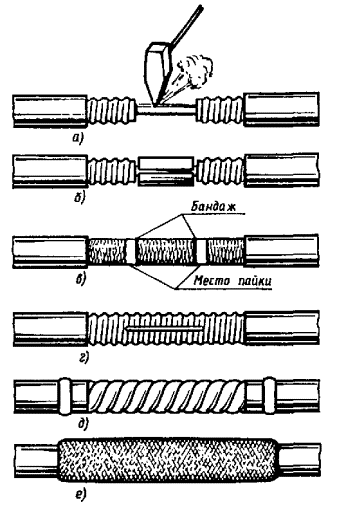 а)
б)
Бандаж
в)
Место пайки
г)
д)
е)